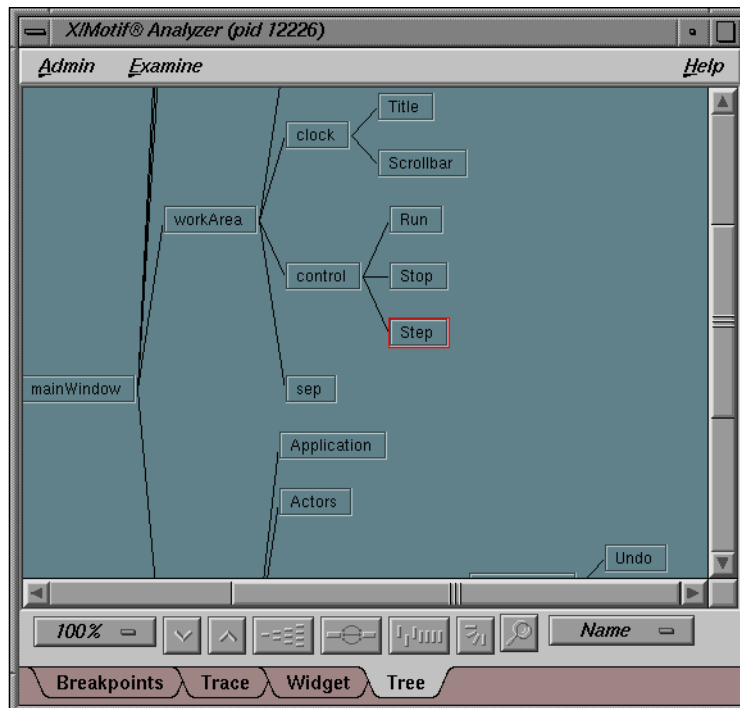 X/Motif® Analyzer (pid 12226)
Admin Examine Help
Title
clock
Scrollbar
workArea
Run
control
Stop
Step
mainWindow
sep
Application
Actors
Undo
100% Name
Breakpoints Trace Widget Tree